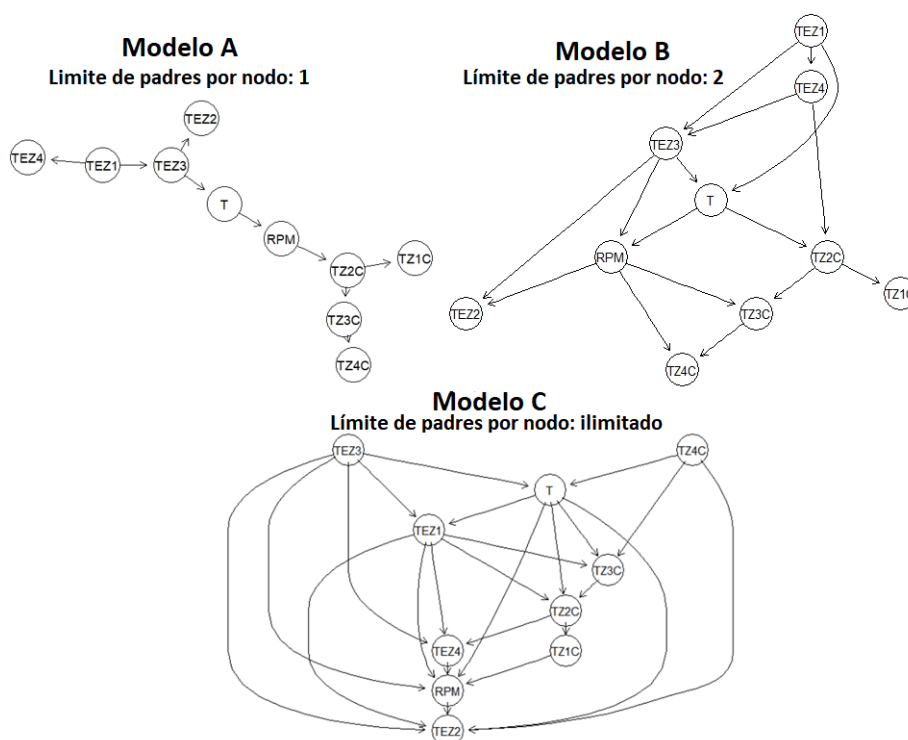 Modelo A
Limite de padres por nodo: 1
TEZ2
TEZ4
TEZ1
TEZ3
T
RPM
TZ2C
TZ1C
TZ3C
TZ4C
Modelo B
Límite de padres por nodo: 2
TEZ1
TEZ4
TEZ3
T
RPM
TZ2C
TZ1C
TEZ2
TZ3C
TZ4C
Modelo C
Límite de padres por nodo: ilimitado
TEZ3
TZ4C
T
TEZ1
TZ3C
TZ2C
TEZ4
TZ1C
RPM
TEZ2